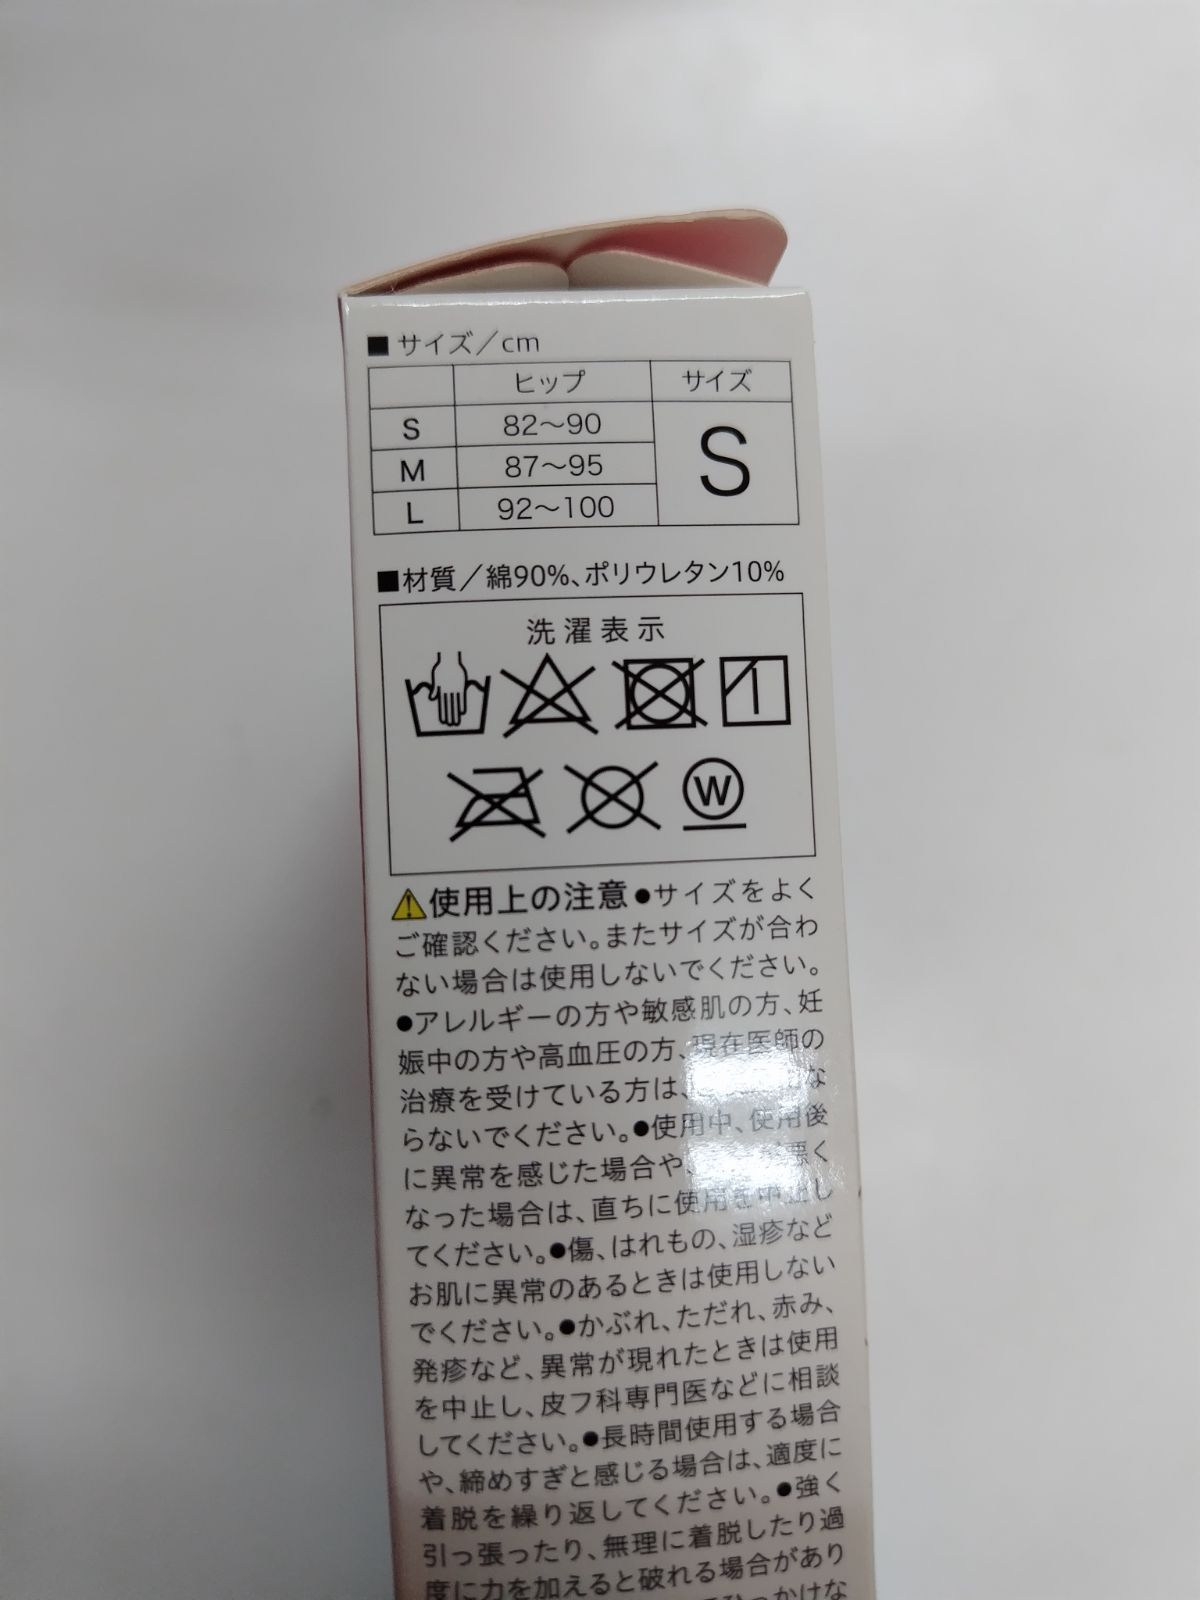 ■ サイズ／cm
ヒップ サイズ
S 82〜90 S
M 87〜95
L 92〜100
■材質／綿90%、ポリウレタン10%
洗濯表示
W
使用上の注意●サイズをよく
ご確認ください。またサイズが合わ
ない場合は使用しないでください。
●アレルギーの方や敏感肌の方、妊
娠中の方や高血圧の方、現在医師の
治療を受けている方は、な
らないでください。●使用中、使用後
に異常を感じた場合や、悪く
なった場合は、直ちに使用を中止し
てください。●傷、はれもの、湿疹など
お肌に異常のあるときは使用しない
でください。●かぶれ、ただれ、赤み、
発疹など、異常が現れたときは使用
を中止し、皮フ科専門医などに相談
してください。●長時間使用する場合
や、締めすぎと感じる場合は、適度に
着脱を繰り返してください。●強く
引っ張ったり、無理に着脱したり過
度に力を加えると破れる場合があり
ひっかけな